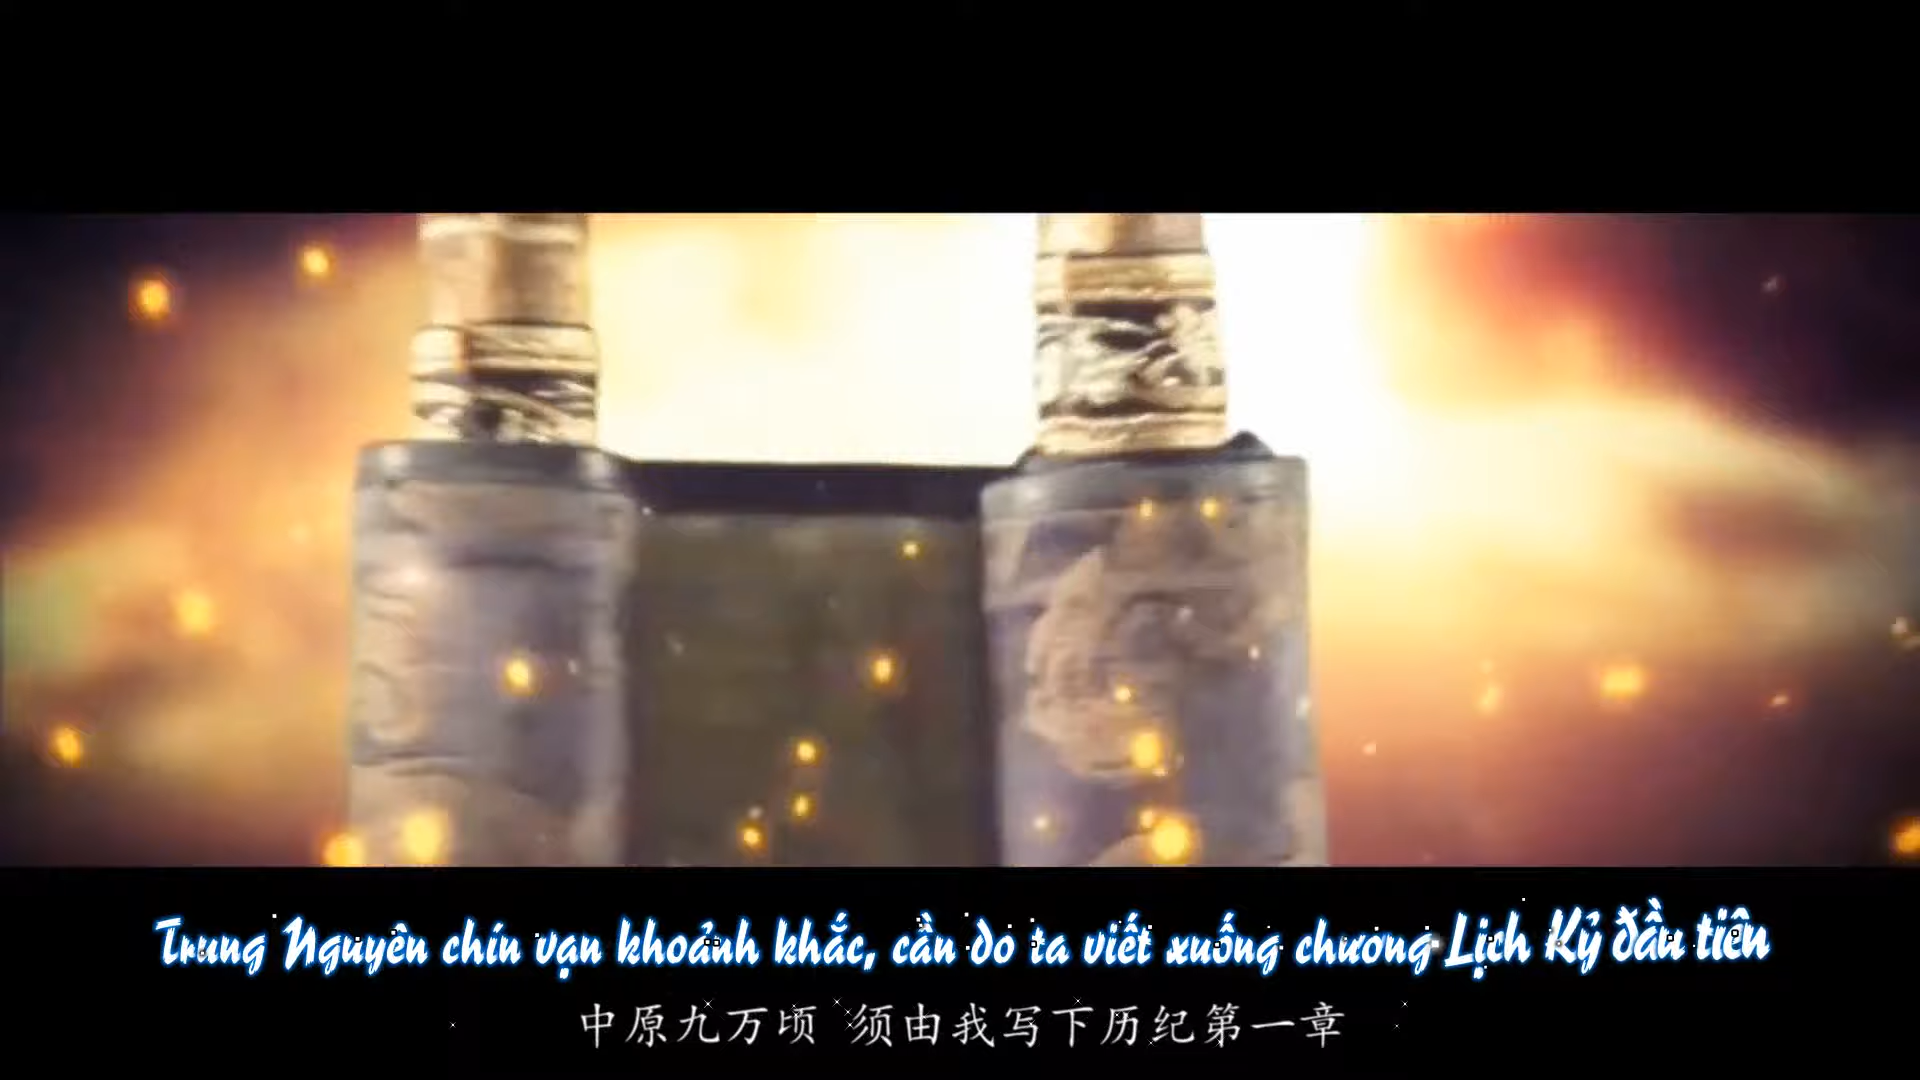 Trung Nguyên chín vạn khoảnh khắc, cần do ta viết xuống chương Lịch Kỷ đầu tiên
中原九万顷 须由我写下历纪第一章